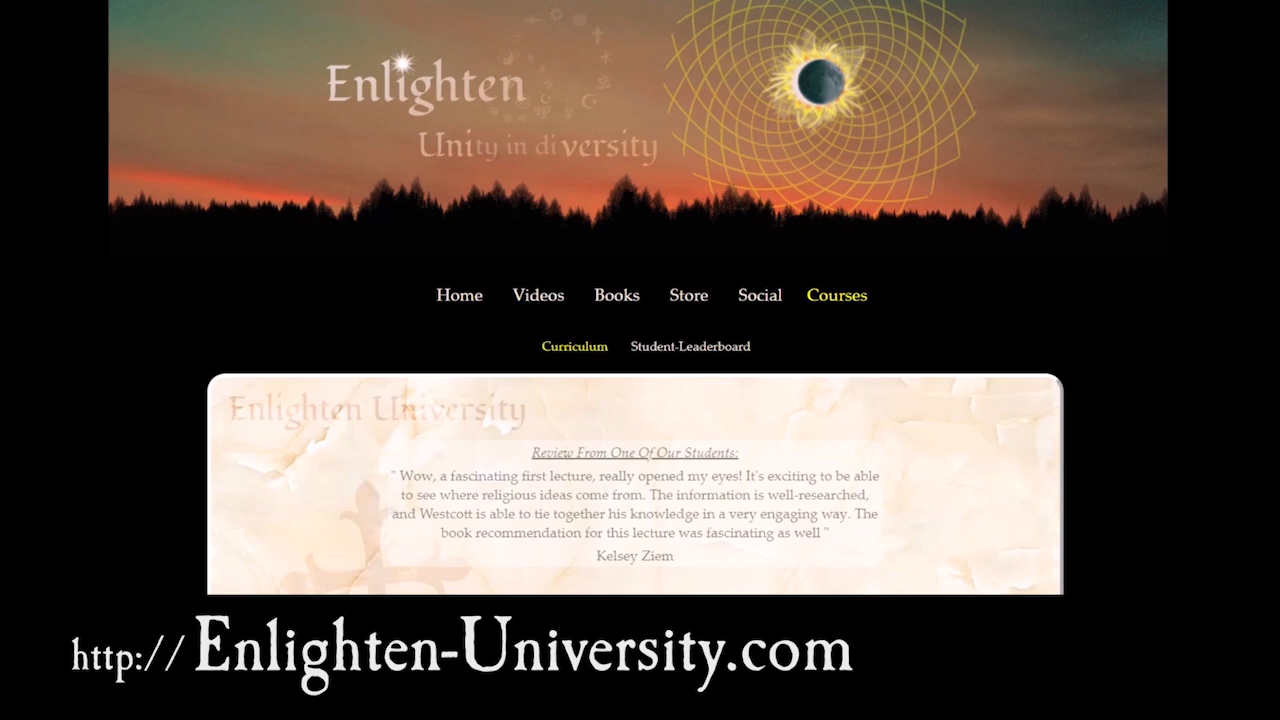 Enlighten
Unity in diversity
Home Videos Books Store Social Courses
Curriculum Student-Leaderboard
Enlighten University
Review From One Of Our Students:
" Wow, a fascinating first lecture, really opened my eyes! It's exciting to be able
to see where religious ideas come from. The information is well-researched,
and Westcott is able to tie together his knowledge in a very engaging way. The
book recommendation for this lecture was fascinating as well "
Kelsey Ziem
http:// Enlighten-University.com